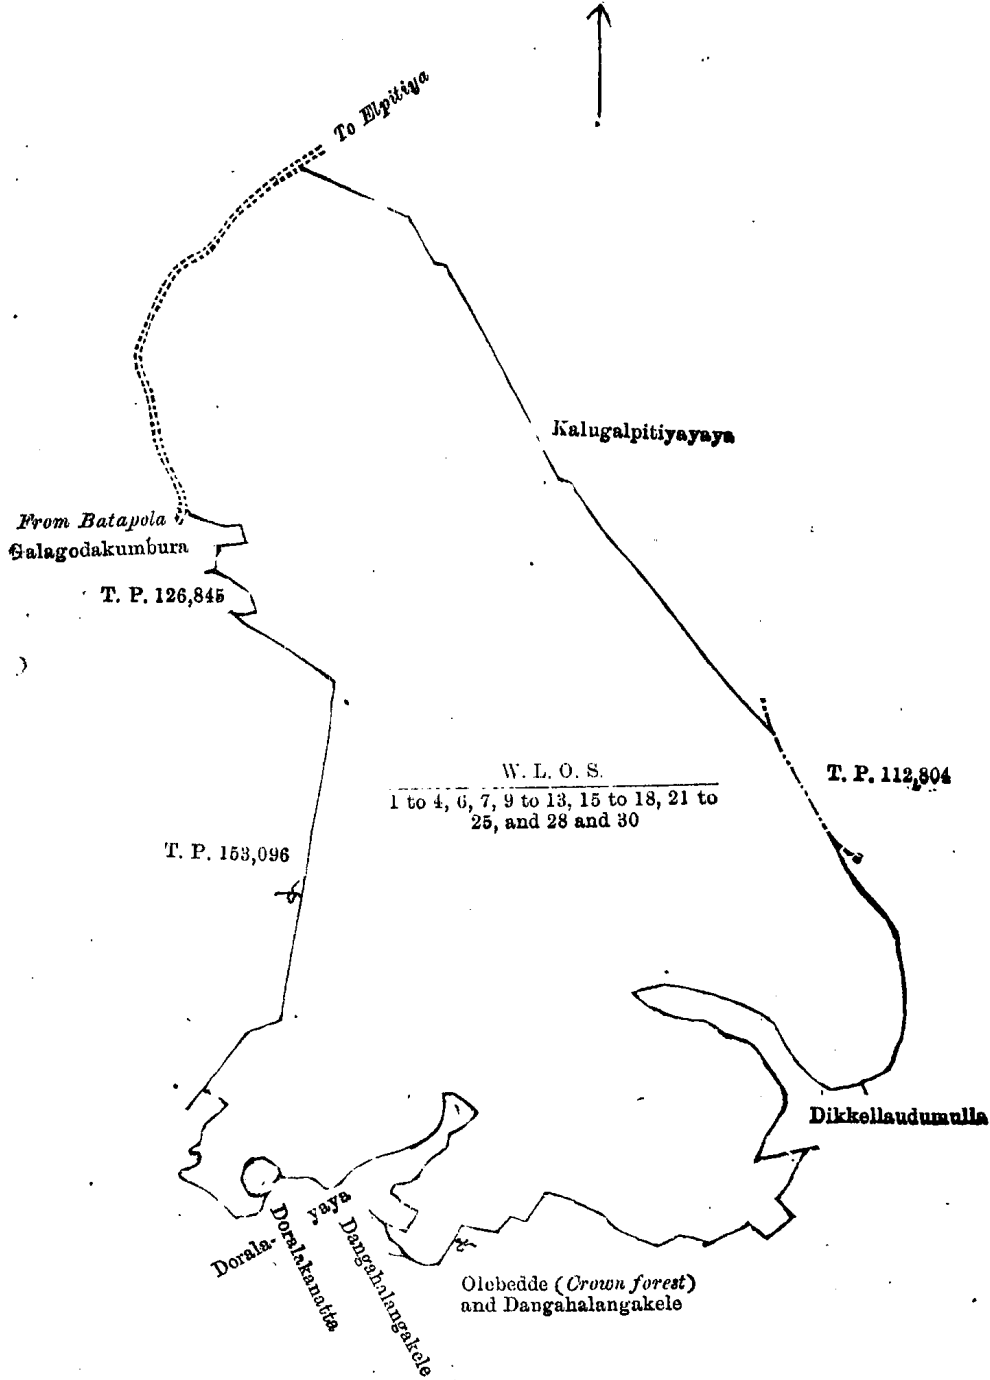 To Elpitiya
Kalugalpitiyayaya
From Batapola
Galagodakumbura
T. P. 126,845
W. L. O. S.
1 to 4, 6, 7, 9 to 13, 15 to 18, 21 to
25, and 28 and 30
T. P. 112,804
T. P. 153,096
Dikkellaudumulla
Dorala-
yaya
Doralakanatta
Dangahalangakele
Olebedde (Crown forest)
and Dangahalangakele